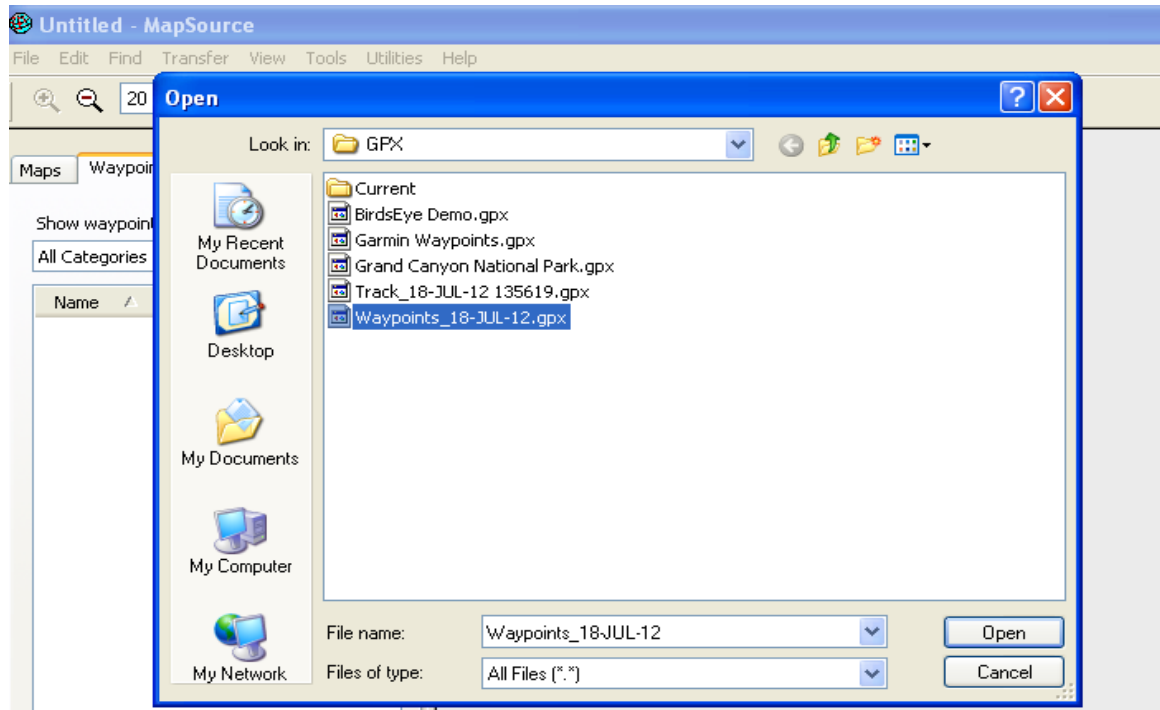 Untitled - MapSource
File Edit Find Transfer View Tools Utilities Help
20
Open
Look in: GPX
Maps
Show
All Categories
Name
My Recent Documents
Desktop
My Documents
My Computer
My Network
Current
BirdsEye Demo.gpx
Garmin Waypoints.gpx
Grand Canyon National Park.gpx
Track_18-JUL-12 135619.gpx
Waypoints_18-JUL-12.gpx
File name: Waypoints_18-JUL-12 Open
Files of type: All Files (*.*) Cancel